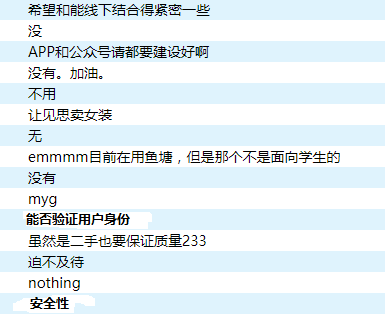 希望和能线下结合得紧密一些
没
APP和公众号请都要建设好啊
没有。加油。
不用
让见思卖女装
无
emmmm目前在用鱼塘，但是那个不是面向学生的
没有
myg
能否验证用户身份
虽然是二手也要保证质量233
迫不及待
nothing
安全性